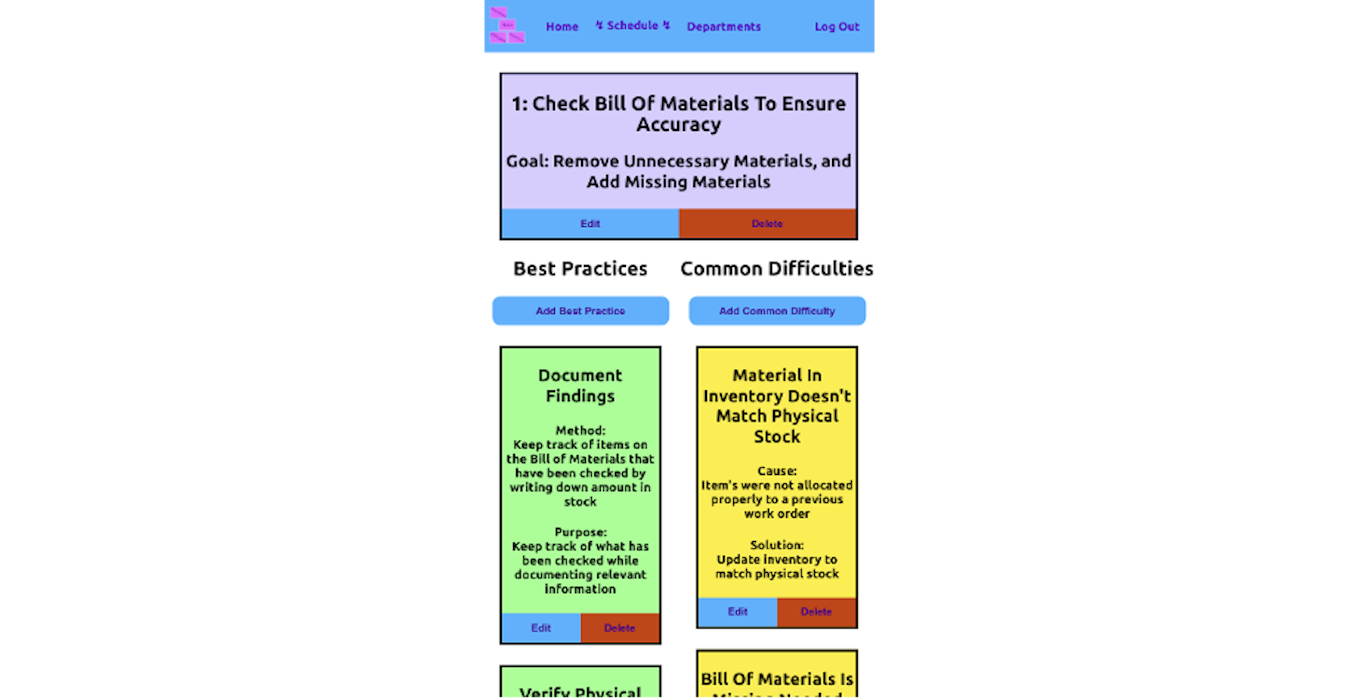 Home
↯ Schedule ↯
Departments
Log Out
1: Check Bill Of Materials To Ensure
Accuracy
Goal: Remove Unnecessary Materials, and
Add Missing Materials
Edit
Delete
Best Practices
Add Best Practice
Document
Findings
Method:
Keep track of items on
the Bill of Materials that
have been checked by
writing down amount in
stock
Purpose:
Keep track of what has
been checked while
documenting relevant
information
Edit
Delete
Verify Physical
Common Difficulties
Add Common Difficulty
Material In
Inventory Doesn't
Match Physical
Stock
Cause:
Item's were not allocated
properly to a previous
work order
Solution:
Update inventory to
match physical stock
Edit
Delete
Bill Of Materials Is
Missing Needed